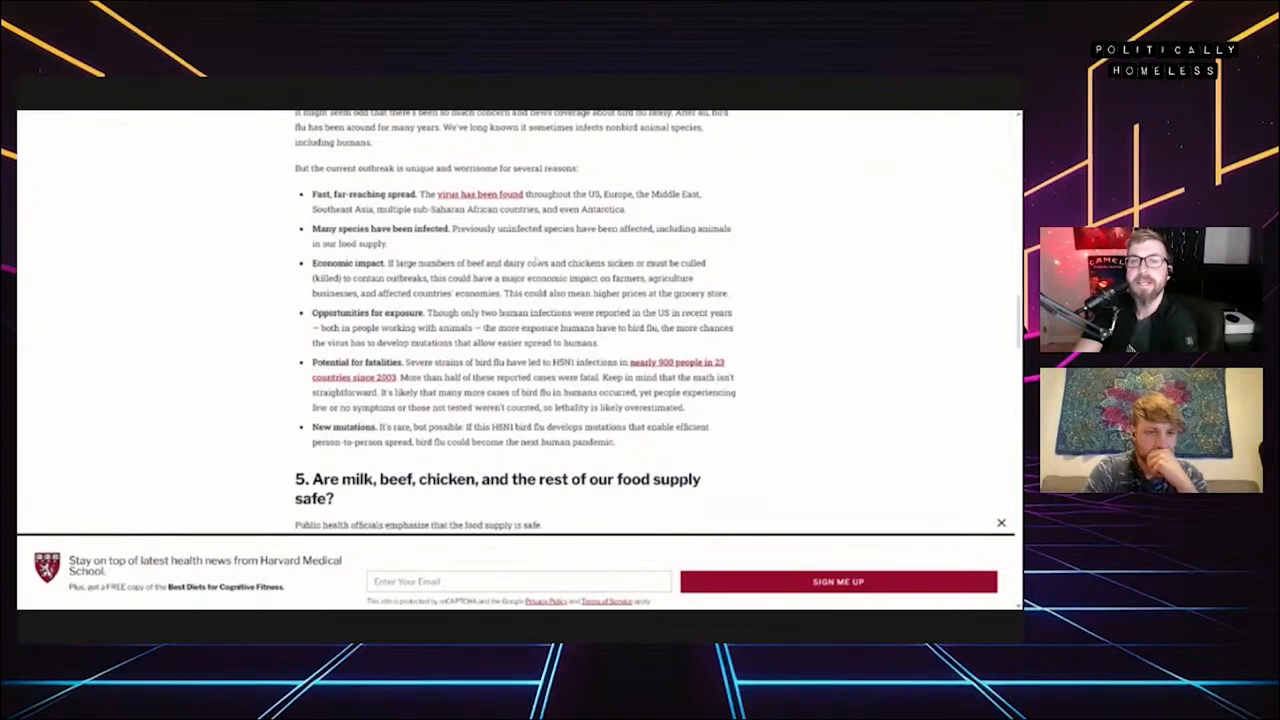 POLITICALLY
HOMELESS
It might seem odd that there's been so much concern and news coverage about bird flu lately. After all, bird
flu has been around for many years. We've long known it sometimes infects nonbird animal species,
including humans.
But the current outbreak is unique and worrisome for several reasons:
• Fast, far-reaching spread. The virus has been found throughout the US, Europe, the Middle East,
Southeast Asia, multiple sub-Saharan African countries, and even Antarctica.
• Many species have been infected. Previously uninfected species have been affected, including animals
in our food supply.
• Economic impact. If large numbers of beef and dairy cows and chickens sicken or must be culled
(killed) to contain outbreaks, this could have a major economic impact on farmers, agriculture
businesses, and affected countries' economies. This could also mean higher prices at the grocery store.
• Opportunities for exposure. Though only two human infections were reported in the US in recent years
— both in people working with animals — the more exposure humans have to bird flu, the more chances
the virus has to develop mutations that allow easier spread to humans.
• Potential for fatalities. Severe strains of bird flu have led to H5N1 infections in nearly 900 people in 23
countries since 2003. More than half of these reported cases were fatal. Keep in mind that the math isn't
straightforward. It's likely that many more cases of bird flu in humans occurred, yet people experiencing
few or no symptoms or those not tested weren't counted, so lethality is likely overestimated.
• New mutations. It's rare, but possible: If this H5N1 bird flu develops mutations that enable efficient
person-to-person spread, bird flu could become the next human pandemic.
5. Are milk, beef, chicken, and the rest of our food supply
safe?
Public health officials emphasize that the food supply is safe.
Stay on top of latest health news from Harvard Medical
School.
Plus, get a FREE copy of the Best Diets for Cognitive Fitness.
Enter Your Email
SIGN ME UP
This site is protected by reCAPTCHA and the Google Privacy Policy and Terms of Service apply.
CAMEL